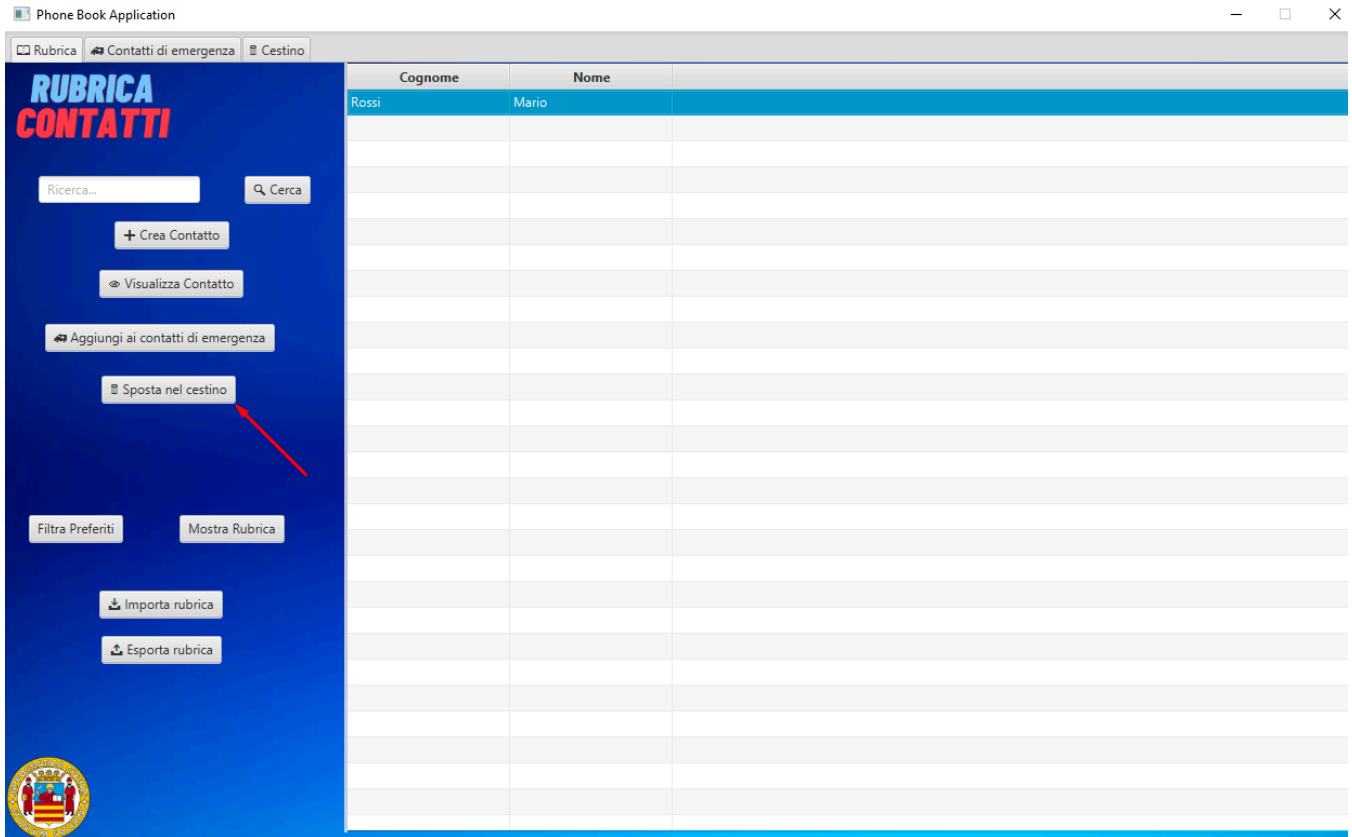 Phone Book Application
Rubrica Contatti di emergenza Cestino
RUBRICA
CONTATTI
Ricerca...
Cerca
Crea Contatto
Visualizza Contatto
Aggiungi ai contatti di emergenza
Sposta nel cestino
Filtra Preferiti
Mostra Rubrica
Importa rubrica
Esporta rubrica
Cognome Nome
Rossi Mario